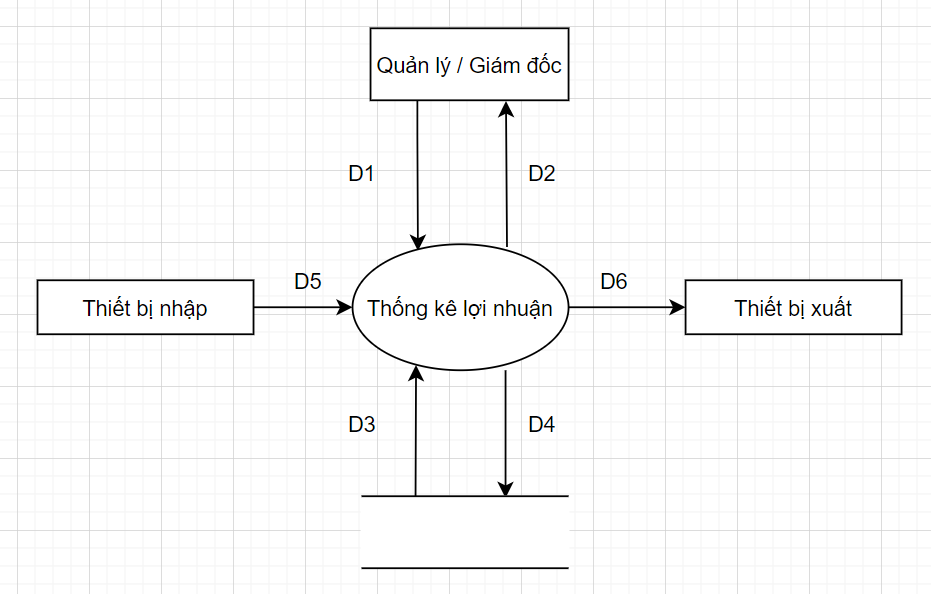 Quản lý / Giám đốc
D1
D2
D5
D6
Thiết bị nhập
Thống kê lợi nhuận
Thiết bị xuất
D3
D4